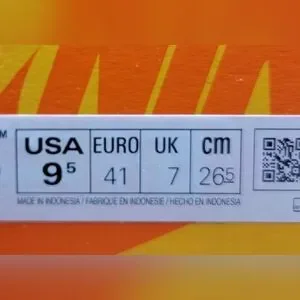 USA EURO UK cm
9⁵ 41 7 26⁵
MADE IN INDONESIA / FABRIQUE EN INDONESIE / HECHO EN INDONESIA